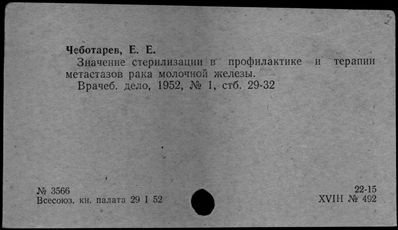 Чеботарев, Е. Е.
Значение стерилизации в профилактике и терапии
метастазов рака молочной железы.
Врачеб. дело, 1952, № 1, стб. 29-32
№ 3566
Всесоюз. кн. палата 29 I 52
22-15
XVIII № 492